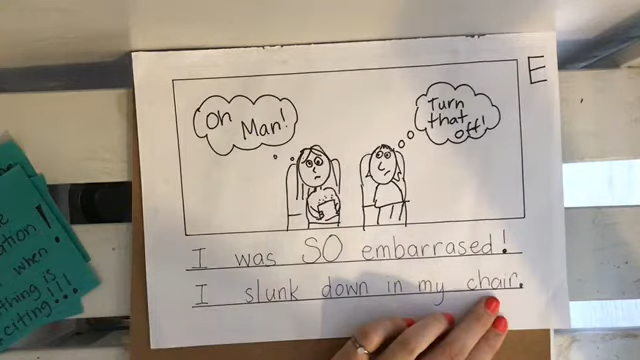 E
Oh
Man!
Turn
that
off!
I was SO embarrased!
I slunk down in my chair.
ation!
when
thing is
citing...!!!